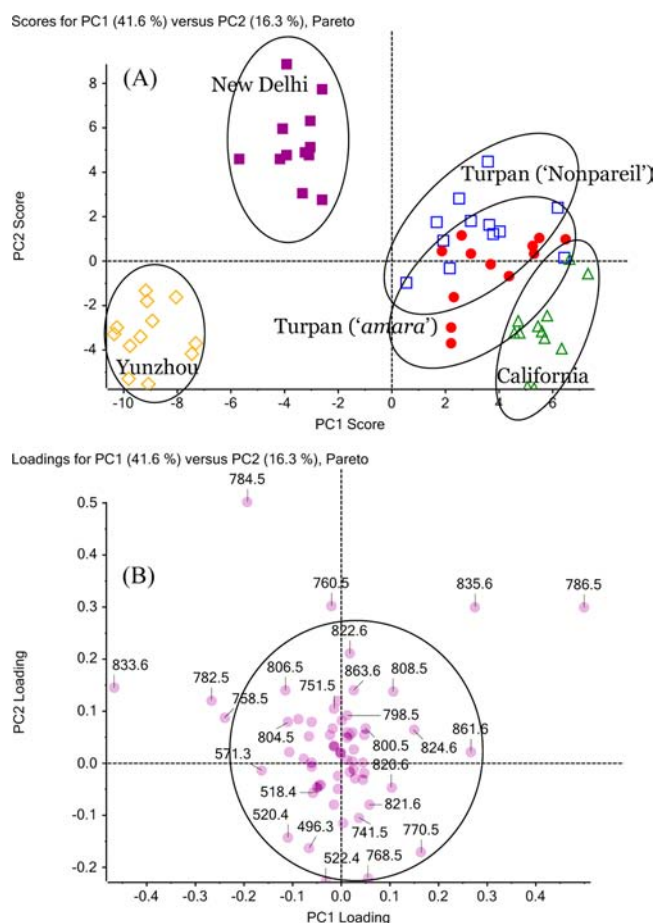 Scores for PC1 (41.6 %) versus PC2 (16.3 %), Pareto
(A)
New Delhi
Turpan (‘Nonpareil’)
Turpan (‘amara’)
Yunzhou
California
PC2 Score
8
6
4
2
0
-2
-4
-10 -8 -6 -4 -2 0 2 4 6
PC1 Score
Loadings for PC1 (41.6 %) versus PC2 (16.3 %), Pareto
(B)
PC2 Loading
0.5
0.4
0.3
0.2
0.1
0.0
-0.1
-0.2
784.5
760.5 835.6 786.5
822.6
833.6 782.5 758.5 806.5 751.5 863.6 808.5
804.5 798.5 800.5 824.6 861.6
571.3 820.6
518.4 821.6
520.4 496.3 741.5 770.5
522.4 768.5
-0.4 -0.3 -0.2 -0.1 0.0 0.1 0.2 0.3 0.4 0.5
PC1 Loading